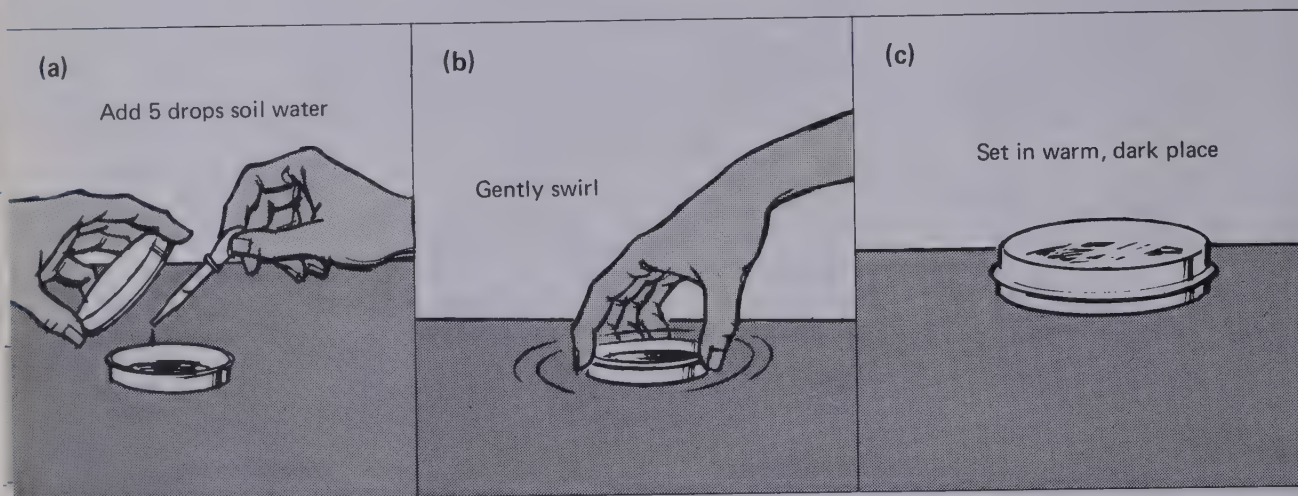 (a)
Add 5 drops soil water
(b)
Gently swirl
(c)
Set in warm, dark place